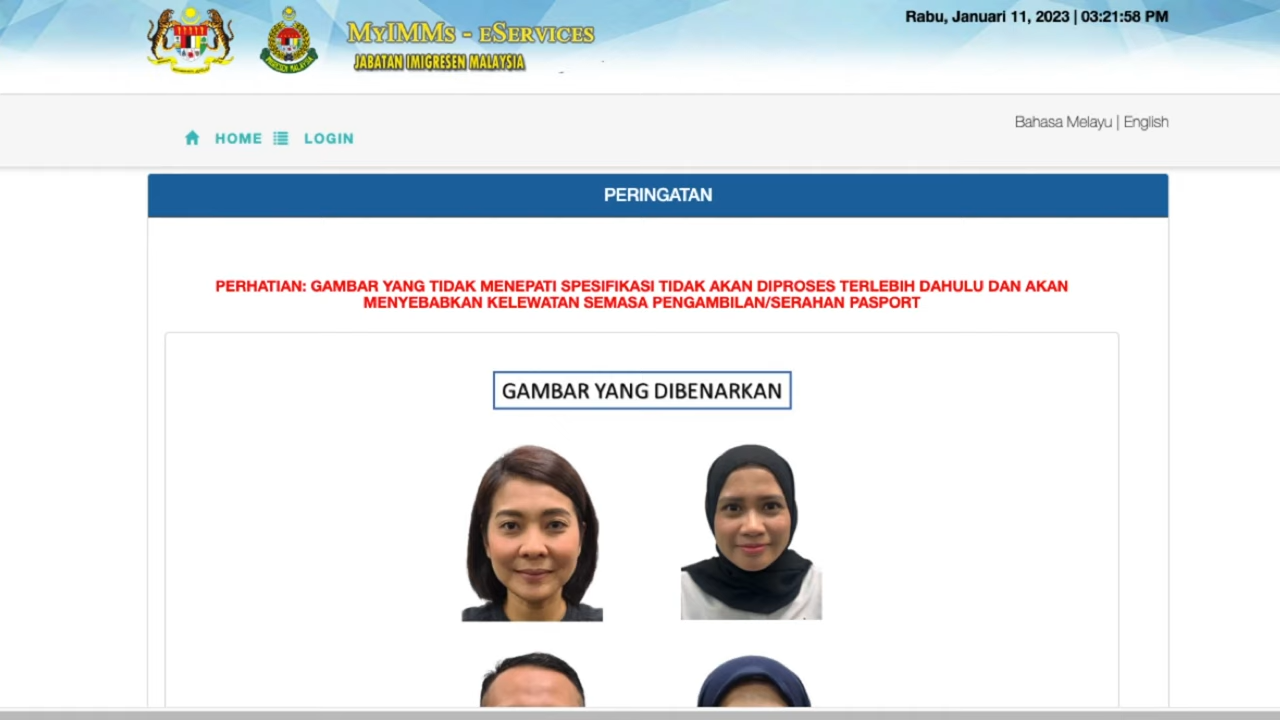 MyIMMs - eServices
JABATAN IMIGRESEN MALAYSIA
Rabu, Januari 11, 2023 | 03:21:58 PM
Bahasa Melayu | English
HOME LOGIN
PERINGATAN
PERHATIAN: GAMBAR YANG TIDAK MENEPATI SPESIFIKASI TIDAK AKAN DIPROSES TERLEBIH DAHULU DAN AKAN
MENYEBABKAN KELEWATAN SEMASA PENGAMBILAN/SERAHAN PASPORT
GAMBAR YANG DIBENARKAN